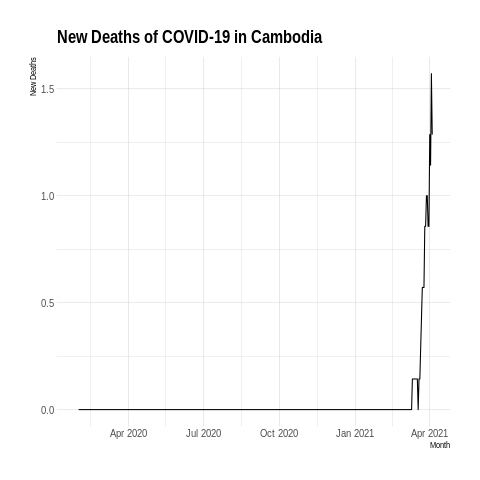 New Deaths of COVID-19 in Cambodia
New Deaths
1.5
1.0
0.5
0.0
Apr 2020 Jul 2020 Oct 2020 Jan 2021 Apr 2021
Month